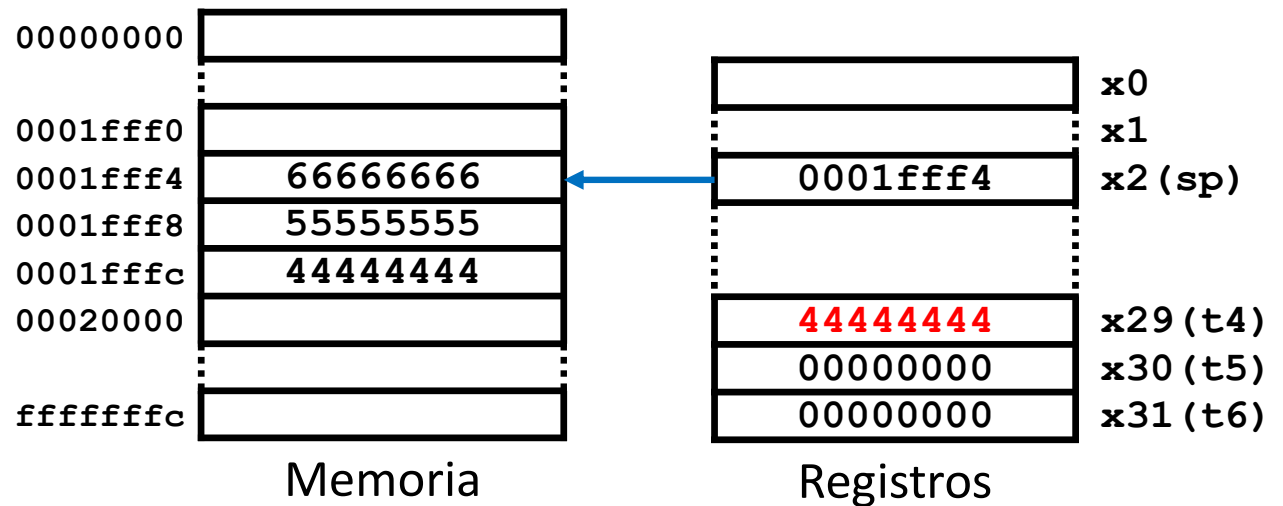 00000000
x0
0001fff0
x1
0001fff4 66666666 0001fff4 x2(sp)
0001fff8 55555555
0001fffc 44444444
00020000 44444444 x29(t4)
00000000 x30(t5)
fffffffc 00000000 x31(t6)
Memoria Registros